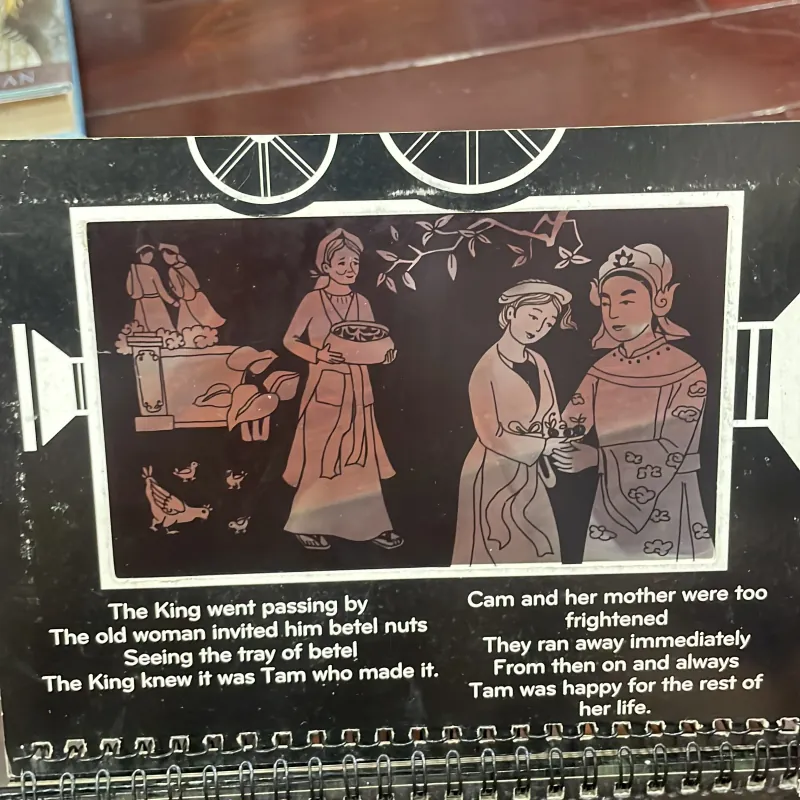 AN
The King went passing by
The old woman invited him betel nuts
Seeing the tray of betel
The King knew it was Tam who made it.
Cam and her mother were too
frightened
They ran away immediately
From then on and always
Tam was happy for the rest of
her life.